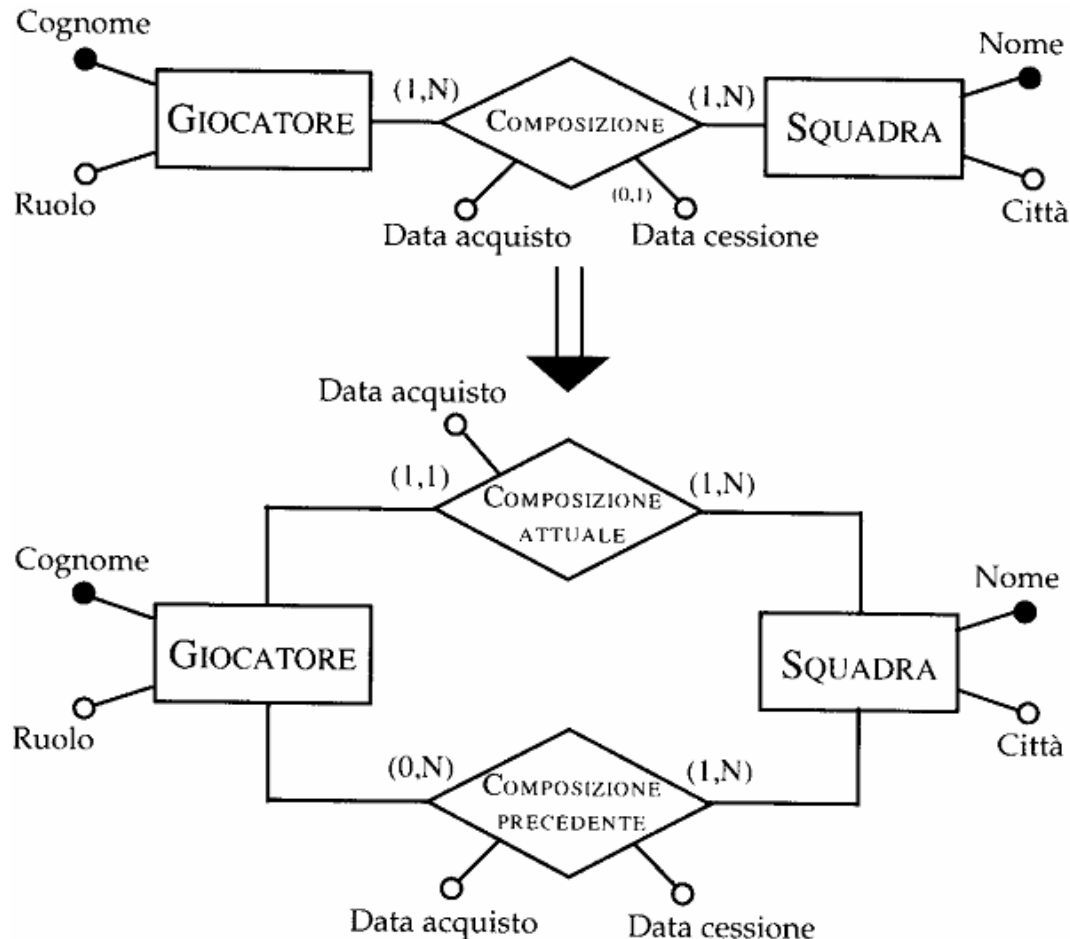 Cognome
Nome
(1,N)
(1,N)
GIOCATORE
COMPOSIZIONE
SQUADRA
Ruolo
(0,1)
Città
Data acquisto
Data cessione
Data acquisto
(1,1)
COMPOSIZIONE
ATTUALE
(1,N)
Cognome
Nome
GIOCATORE
SQUADRA
Ruolo
Città
(0,N)
COMPOSIZIONE
PRECEDENTE
(1,N)
Data acquisto
Data cessione